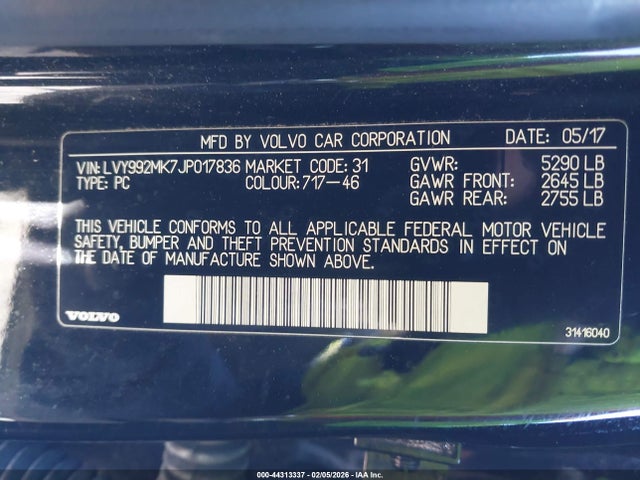 MFD BY VOLVO CAR CORPORATION DATE: 05/17
VIN: LVY992MK7JP017836 MARKET CODE: 31 GVWR: 5290 LB
TYPE: PC COLOUR: 717-46 GAWR FRONT: 2645 LB
GAWR REAR: 2755 LB
THIS VEHICLE CONFORMS TO ALL APPLICABLE FEDERAL MOTOR VEHICLE
SAFETY, BUMPER AND THEFT PREVENTION STANDARDS IN EFFECT ON
THE DATE OF MANUFACTURE SHOWN ABOVE.
VOLVO
31416040
000-44313337 - 02/05/2026 - IAA Inc.